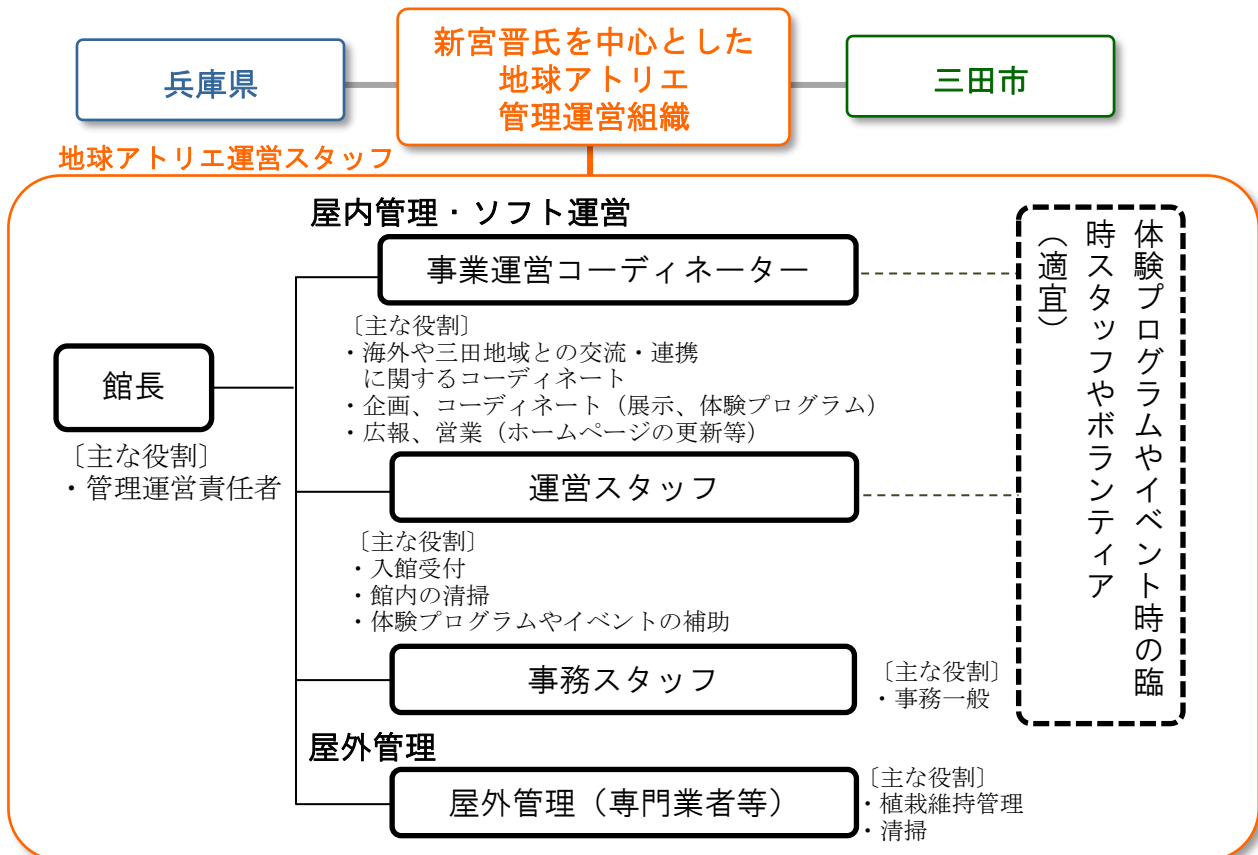 兵庫県
新宮晋氏を中心とした
地球アトリエ
管理運営組織
三田市
地球アトリエ運営スタッフ
屋内管理・ソフト運営
事業運営コーディネーター
〔主な役割〕
・海外や三田地域との交流・連携
に関するコーディネート
・企画、コーディネート（展示、体験プログラム）
・広報、営業（ホームページの更新等）
館長
〔主な役割〕
・管理運営責任者
運営スタッフ
〔主な役割〕
・入館受付
・館内の清掃
・体験プログラムやイベントの補助
事務スタッフ
〔主な役割〕
・事務一般
屋外管理
屋外管理（専門業者等）
〔主な役割〕
・植栽維持管理
・清掃
体験プログラムやイベント時の臨
時スタッフやボランティア
（適宜）